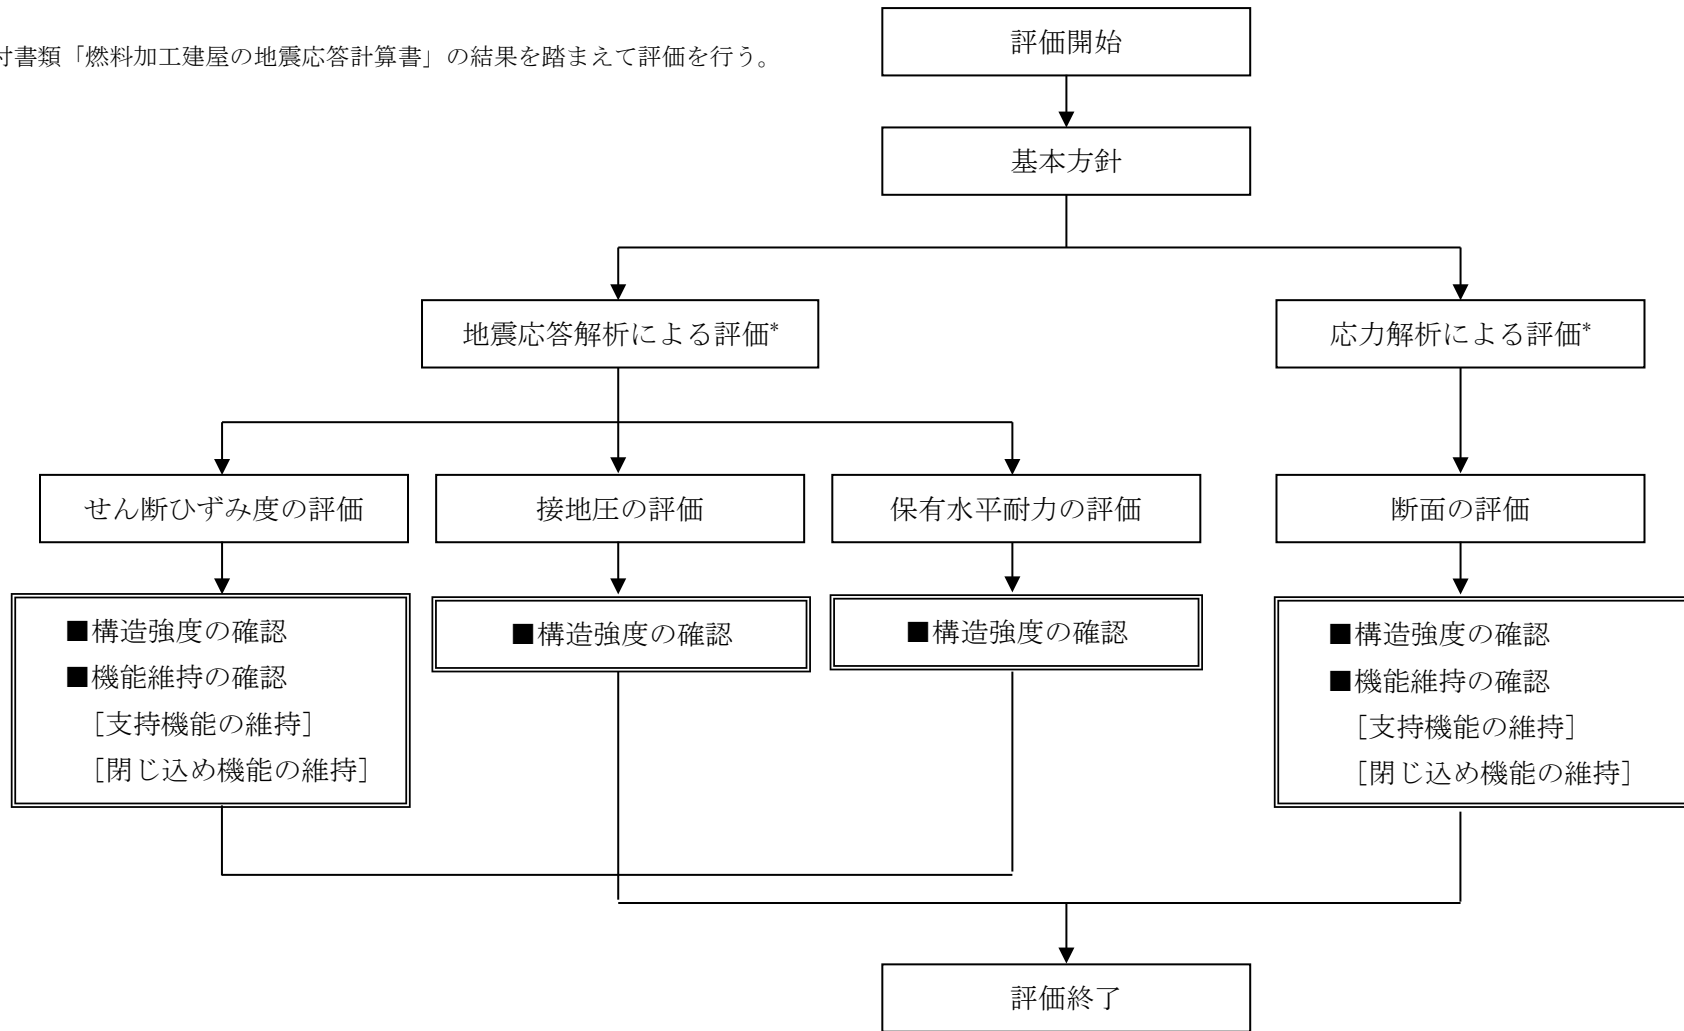 評価開始
付書類「燃料加工建屋の地震応答計算書」の結果を踏まえて評価を行う。
基本方針
地震応答解析による評価*
応力解析による評価*
せん断ひずみ度の評価
接地圧の評価
保有水平耐力の評価
断面の評価
■構造強度の確認
■機能維持の確認
[支持機能の維持]
[閉じ込め機能の維持]
■構造強度の確認
■構造強度の確認
■構造強度の確認
■機能維持の確認
[支持機能の維持]
[閉じ込め機能の維持]
評価終了